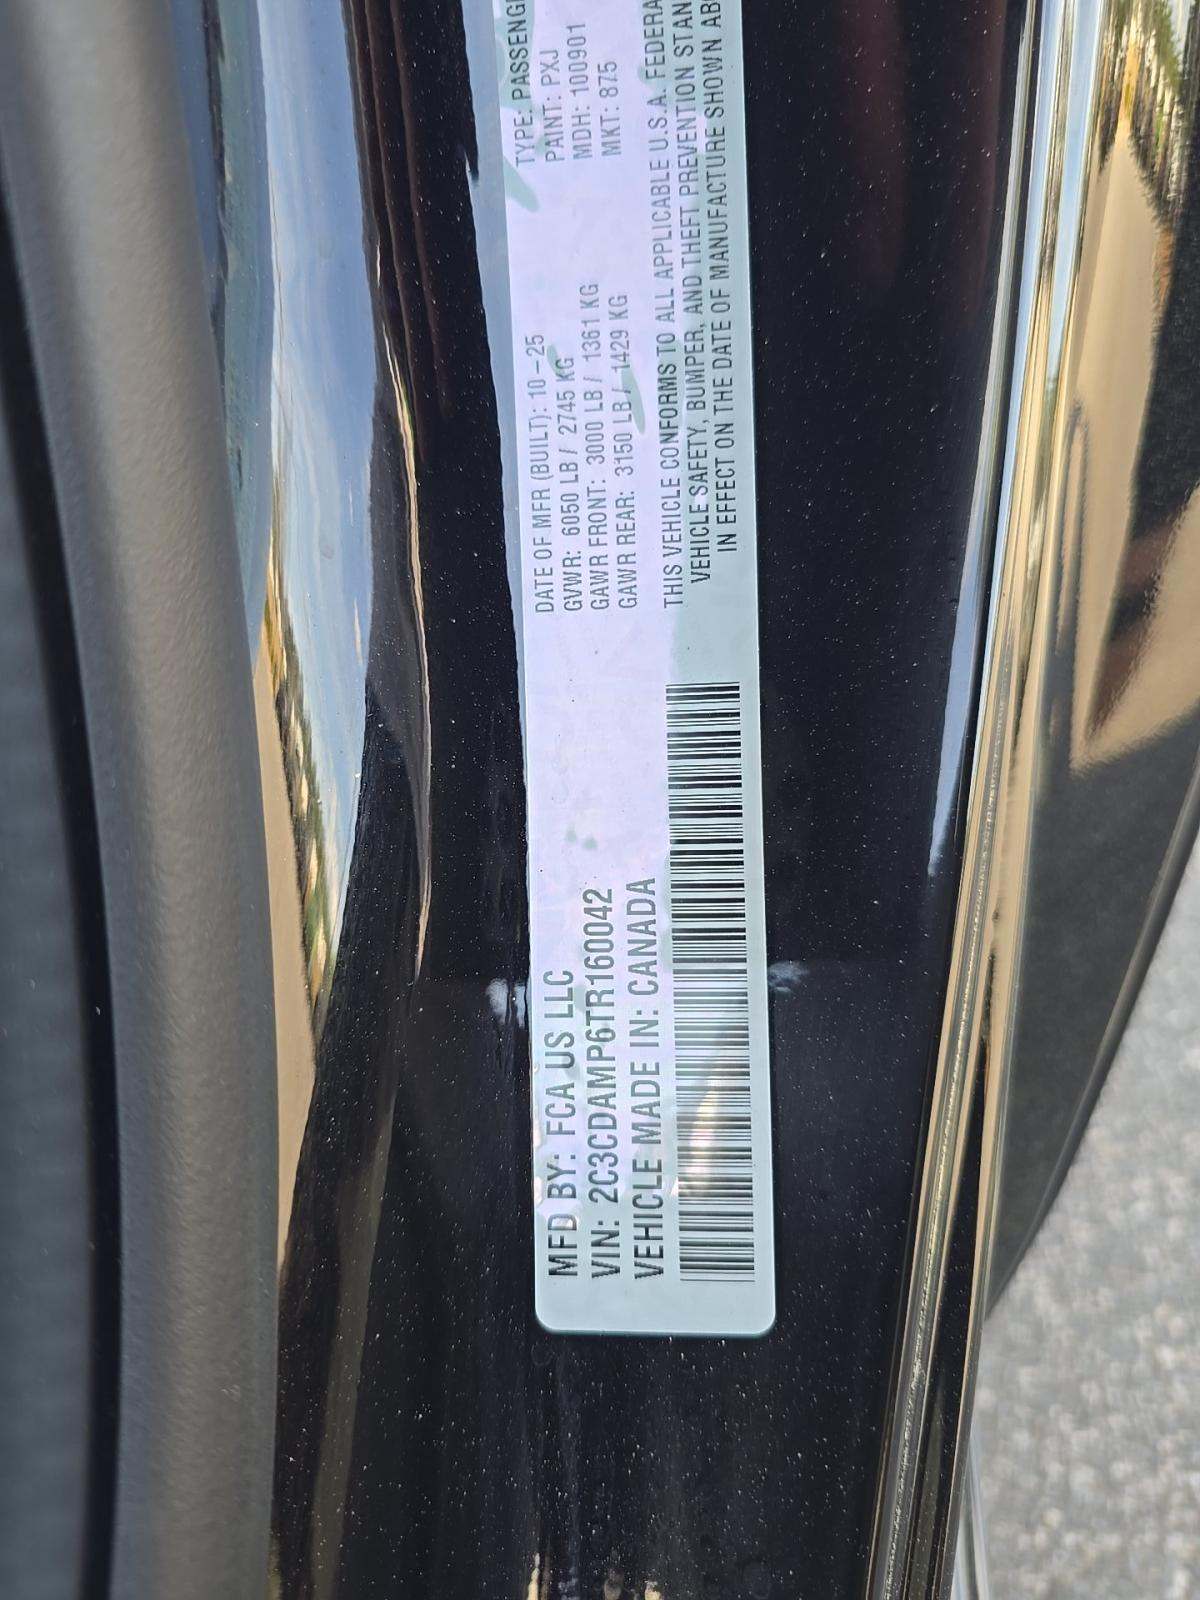 MFD BY: FCA US LLC
VIN: 2C3CDAMP6TR160042
VEHICLE MADE IN: CANADA
DATE OF MFR (BUILT): 10-25
GVWR: 6050 LB / 2745 KG
GAWR FRONT: 3000 LB / 1361 KG
GAWR REAR: 3150 LB / 1429 KG
TYPE: PASSENG
PAINT: PXJ
MDH: 100901
MKT: 875
THIS VEHICLE CONFORMS TO ALL APPLICABLE U.S.A. FEDERA
VEHICLE SAFETY, BUMPER, AND THEFT PREVENTION STAN
IN EFFECT ON THE DATE OF MANUFACTURE SHOWN AB